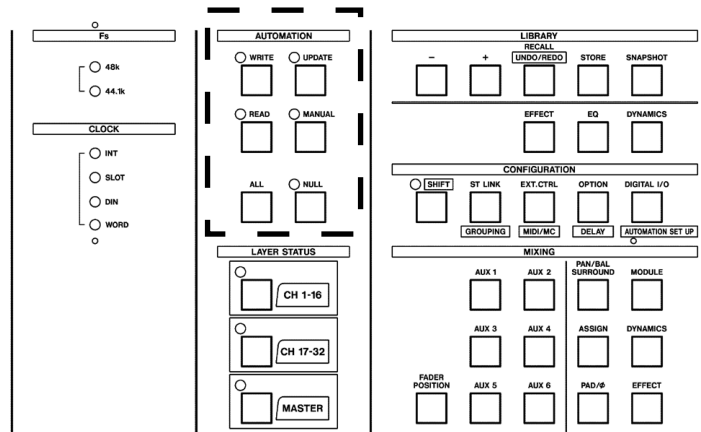 Fs
48k
44.1k
CLOCK
INT
SLOT
DIN
WORD
AUTOMATION
WRITE UPDATE
READ MANUAL
ALL NULL
LAYER STATUS
CH 1-16
CH 17-32
MASTER
LIBRARY
RECALL
− + UNDO/REDO STORE SNAPSHOT
EFFECT EQ DYNAMICS
CONFIGURATION
SHIFT ST LINK EXT.CTRL OPTION DIGITAL I/O
GROUPING MIDI/MC DELAY AUTOMATION SET UP
MIXING
AUX 1 AUX 2 PAN/BAL SURROUND MODULE
AUX 3 AUX 4 ASSIGN DYNAMICS
FADER POSITION AUX 5 AUX 6 PAD/Ø EFFECT